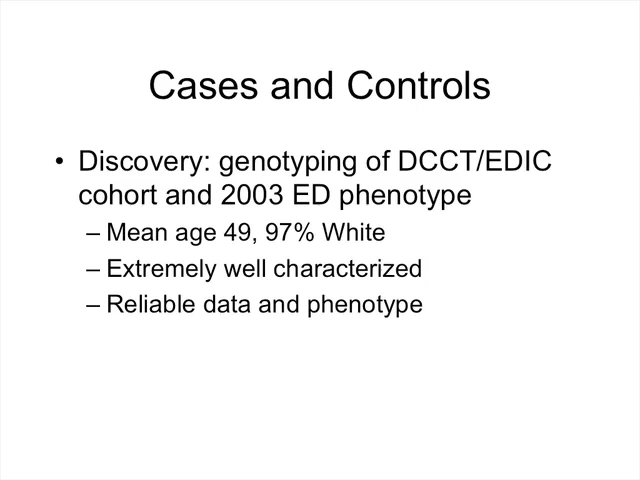 Cases and Controls
• Discovery: genotyping of DCCT/EDIC
cohort and 2003 ED phenotype
– Mean age 49, 97% White
– Extremely well characterized
– Reliable data and phenotype